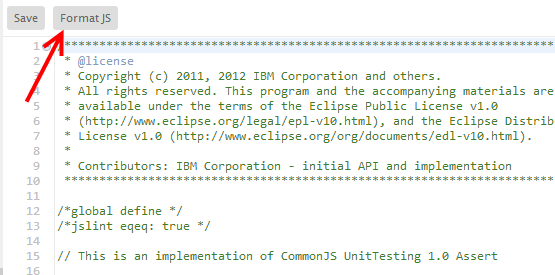 Save Format JS
1 /*******************************************************************************
2 * @license
3 * Copyright (c) 2011, 2012 IBM Corporation and others.
4 * All rights reserved. This program and the accompanying materials are
5 * available under the terms of the Eclipse Public License v1.0
6 * (http://www.eclipse.org/legal/epl-v10.html), and the Eclipse Distrib
7 * License v1.0 (http://www.eclipse.org/org/documents/edl-v10.html).
8 *
9 * Contributors: IBM Corporation - initial API and implementation
10 *******************************************************************************
11
12 /*global define */
13 /*jslint eqeq: true */
14
15 // This is an implementation of CommonJS UnitTesting 1.0 Assert